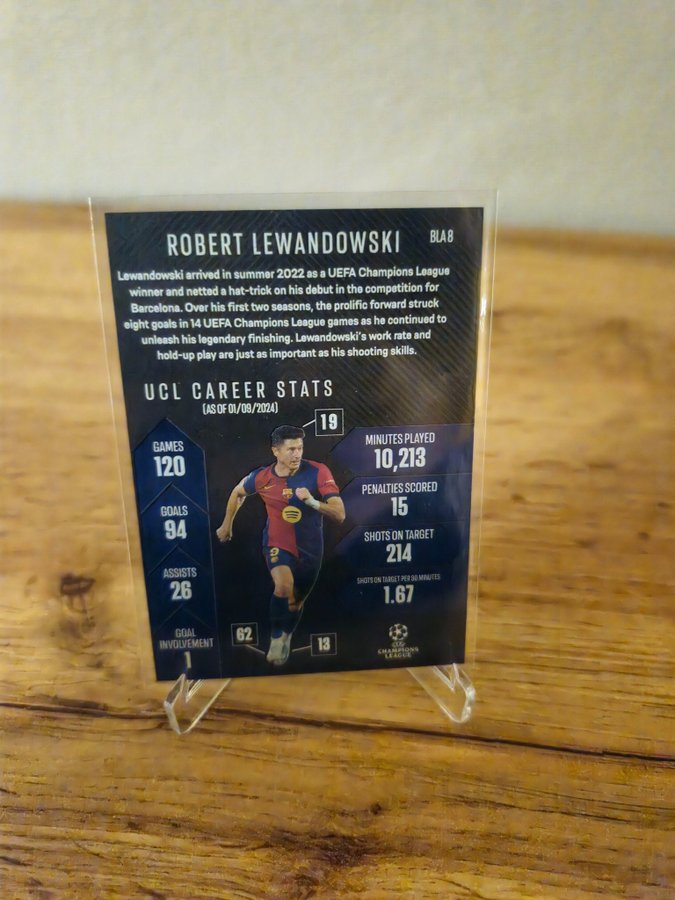 ROBERT LEWANDOWSKI
BLA 8
Lewandowski arrived in summer 2022 as a UEFA Champions League
winner and netted a hat-trick on his debut in the competition for
Barcelona. Over his first two seasons, the prolific forward struck
eight goals in 14 UEFA Champions League games as he continued to
unleash his legendary finishing. Lewandowski's work rate and
hold-up play are just as important as his shooting skills.
UCL CAREER STATS
(AS OF 01/09/2024)
19
GAMES
120
GOALS
94
ASSISTS
26
GOAL
INVOLVEMENT
1
62
13
9
MINUTES PLAYED
10,213
PENALTIES SCORED
15
SHOTS ON TARGET
214
SHOTS ON TARGET PER 90 MINUTES
1.67
UEFA
CHAMPIONS
LEAGUE